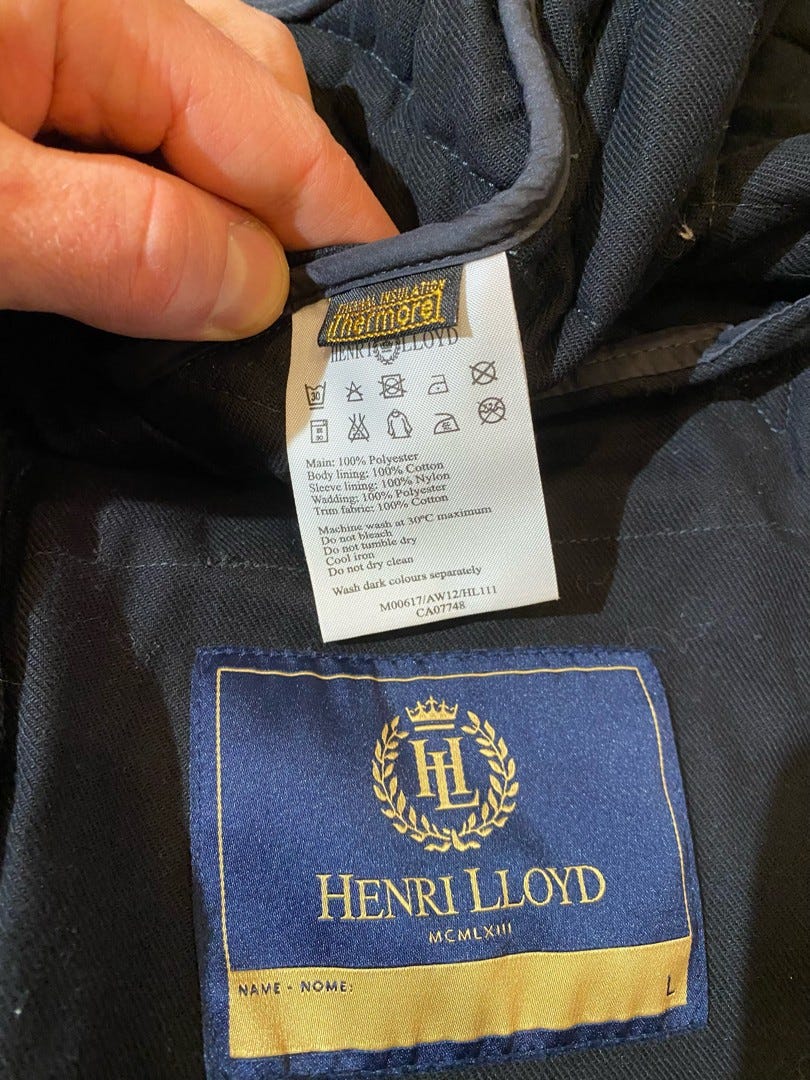 THERMAL INSULATION
thermore
HENRI LLOYD
30
Main: 100% Polyester
Body lining: 100% Cotton
Sleeve lining: 100% Nylon
Wadding: 100% Polyester
Trim fabric: 100% Cotton
Machine wash at 30°C maximum
Do not bleach
Do not tumble dry
Cool iron
Do not dry clean
Wash dark colours separately
M00617/AW12/HL111
CA07748
HL
HENRI LLOYD
MCMLXIII
NAME - NOME: L